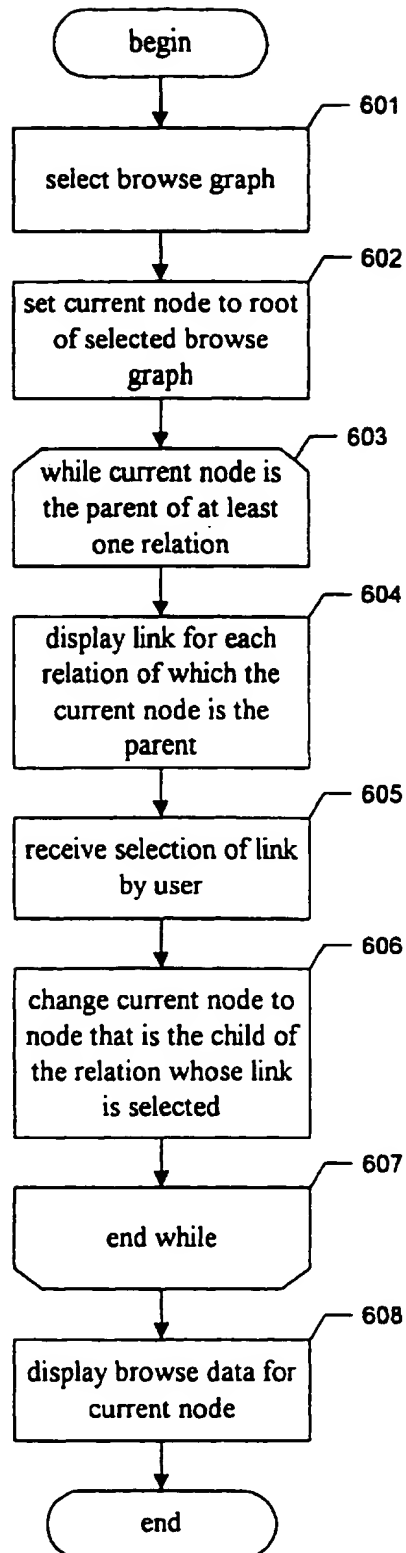 begin
601
select browse graph
602
set current node to root
of selected browse
graph
603
while current node is
the parent of at least
one relation
604
display link for each
relation of which the
current node is the
parent
605
receive selection of link
by user
606
change current node to
node that is the child of
the relation whose link
is selected
607
end while
608
display browse data for
current node
end